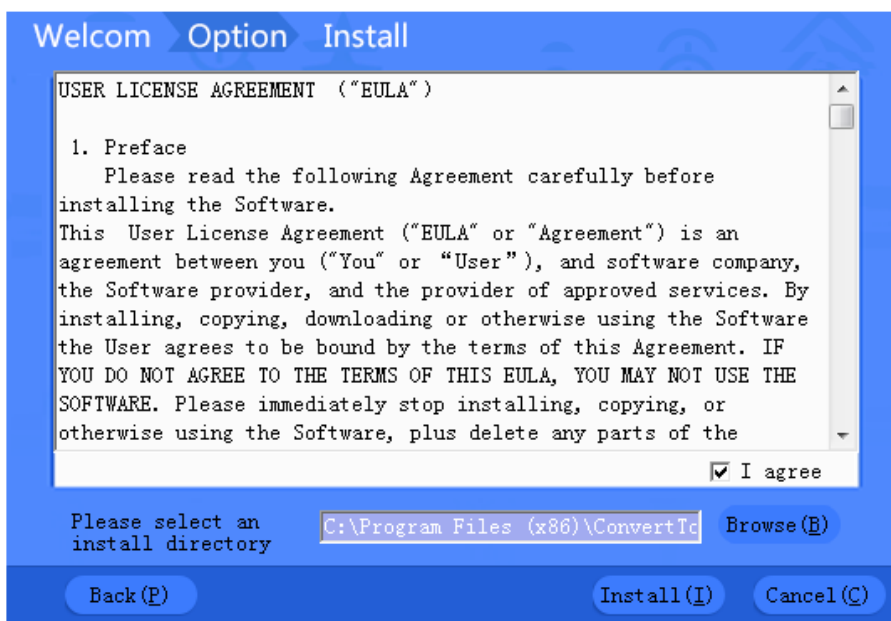 Welcom Option Install
USER LICENSE AGREEMENT ("EULA")
1. Preface
Please read the following Agreement carefully before
installing the Software.
This User License Agreement ("EULA" or "Agreement") is an
agreement between you ("You" or “User”), and software company,
the Software provider, and the provider of approved services. By
installing, copying, downloading or otherwise using the Software
the User agrees to be bound by the terms of this Agreement. IF
YOU DO NOT AGREE TO THE TERMS OF THIS EULA, YOU MAY NOT USE THE
SOFTWARE. Please immediately stop installing, copying, or
otherwise using the Software, plus delete any parts of the
I agree
Please select an
install directory
C:\Program Files (x86)\ConvertTo
Browse(B)
Back(P) Install(I) Cancel(C)